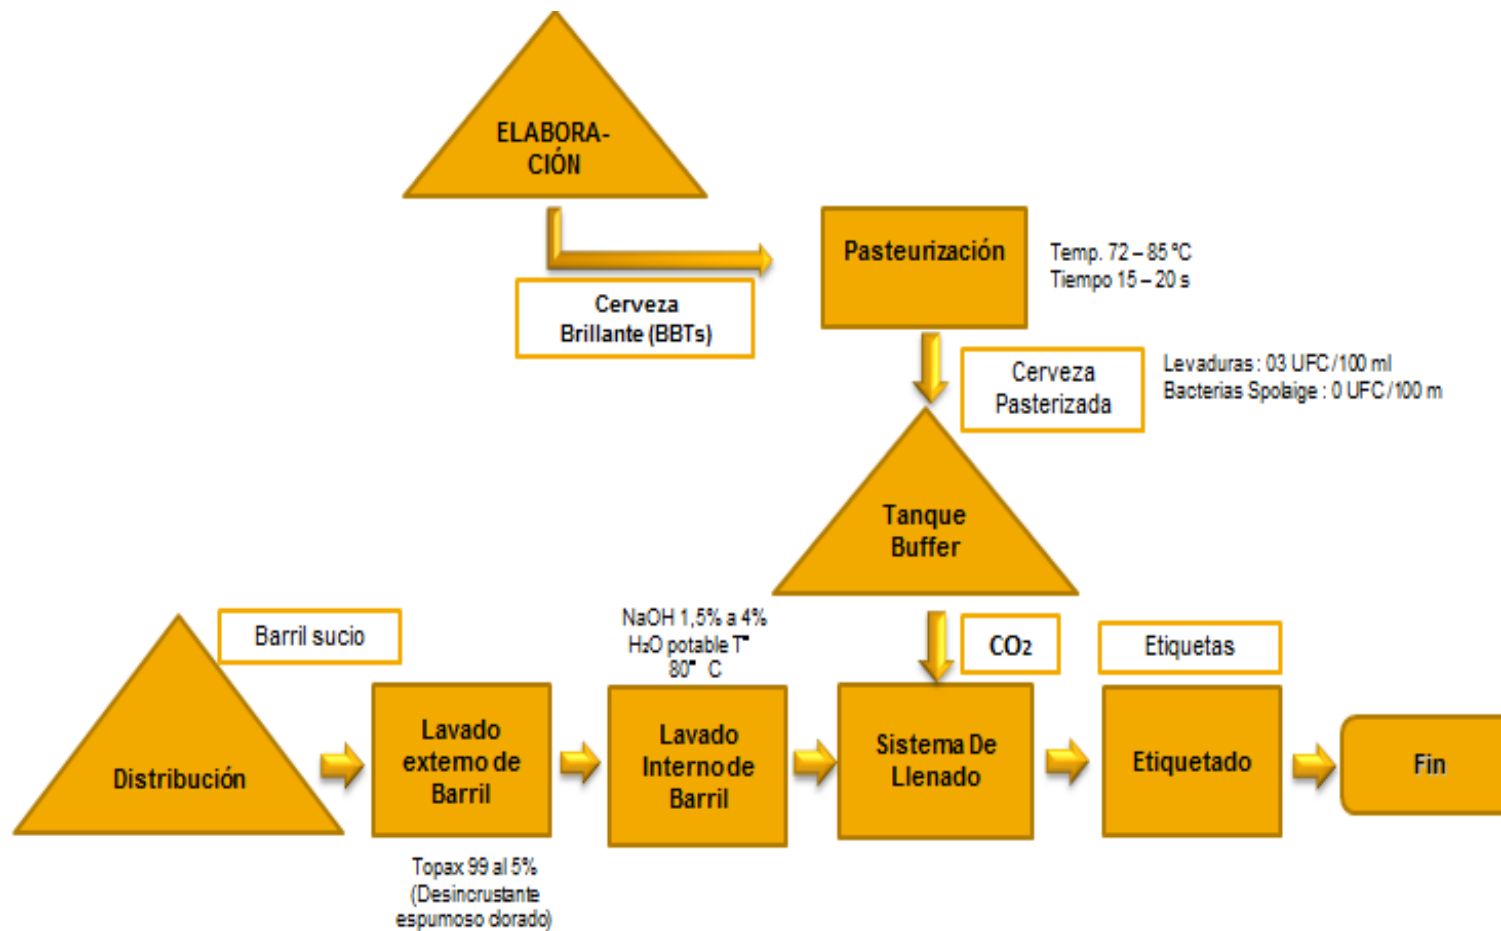 ELABORA-
CIÓN
Pasteurización
Temp. 72 – 85 ºC
Tiempo 15 – 20 s
Cerveza
Brillante (BBTs)
Cerveza
Pasterizada
Levaduras : 03 UFC/100 ml
Bacterias Spolaige : 0 UFC/100 m
Tanque
Buffer
Barril sucio
NaOH 1,5% a 4%
H₂O potable T°
80° C
CO₂
Etiquetas
Distribución
Lavado
externo de
Barril
Lavado
Interno de
Barril
Sistema De
Llenado
Etiquetado
Fin
Topax 99 al 5%
(Desincrustante
espumoso clorado)